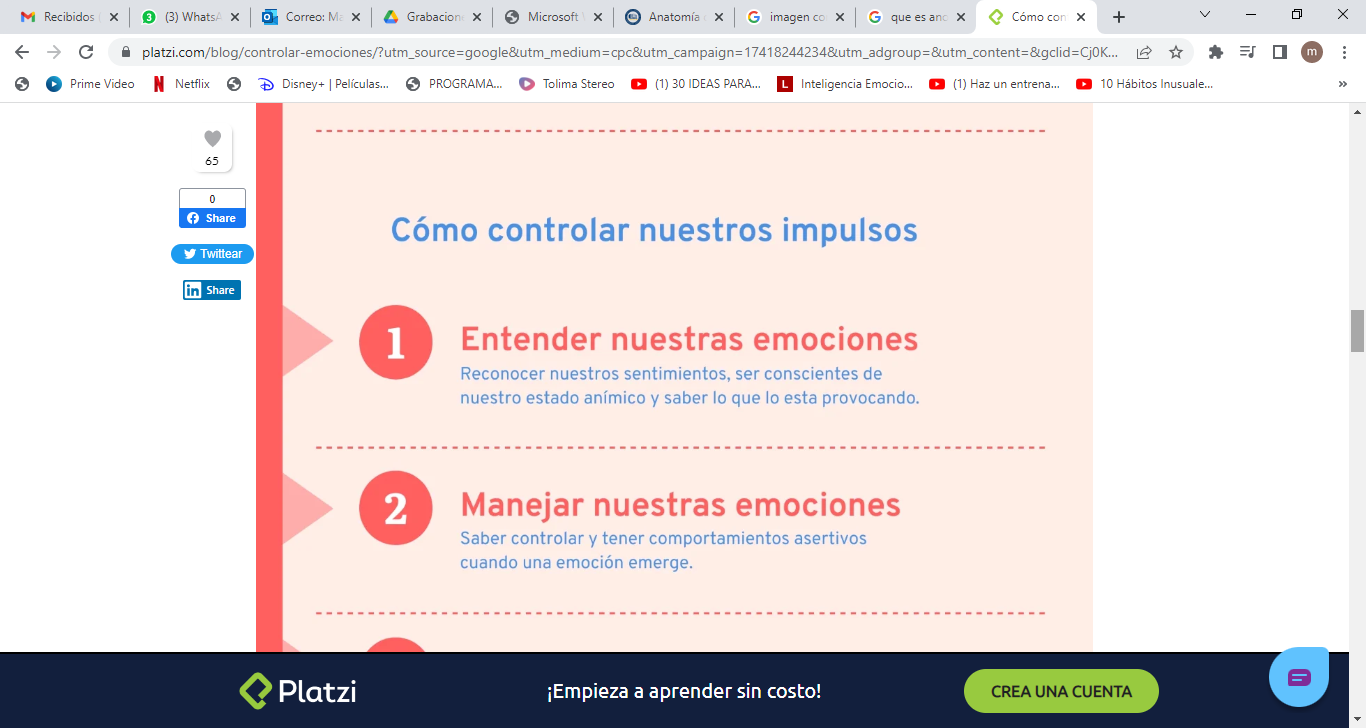 Recibidos
(3) WhatsA
Correo: Ma
Grabacion
Microsoft
Anatomía
imagen co
que es ano
Cómo con
platzi.com/blog/controlar-emociones/?utm_source=google&utm_medium=cpc&utm_campaign=17418244234&utm_adgroup=&utm_content=&gclid=Cj0K...
m
Prime Video
Netflix
Disney+ | Películas...
PROGRAMA...
Tolima Stereo
(1) 30 IDEAS PARA...
Inteligencia Emocio...
(1) Haz un entrena...
10 Hábitos Inusuale...
65
0
Share
Twittear
Share
Cómo controlar nuestros impulsos
1
Entender nuestras emociones
Reconocer nuestros sentimientos, ser conscientes de
nuestro estado anímico y saber lo que lo esta provocando.
2
Manejar nuestras emociones
Saber controlar y tener comportamientos asertivos
cuando una emoción emerge.
Platzi
¡Empieza a aprender sin costo!
CREA UNA CUENTA